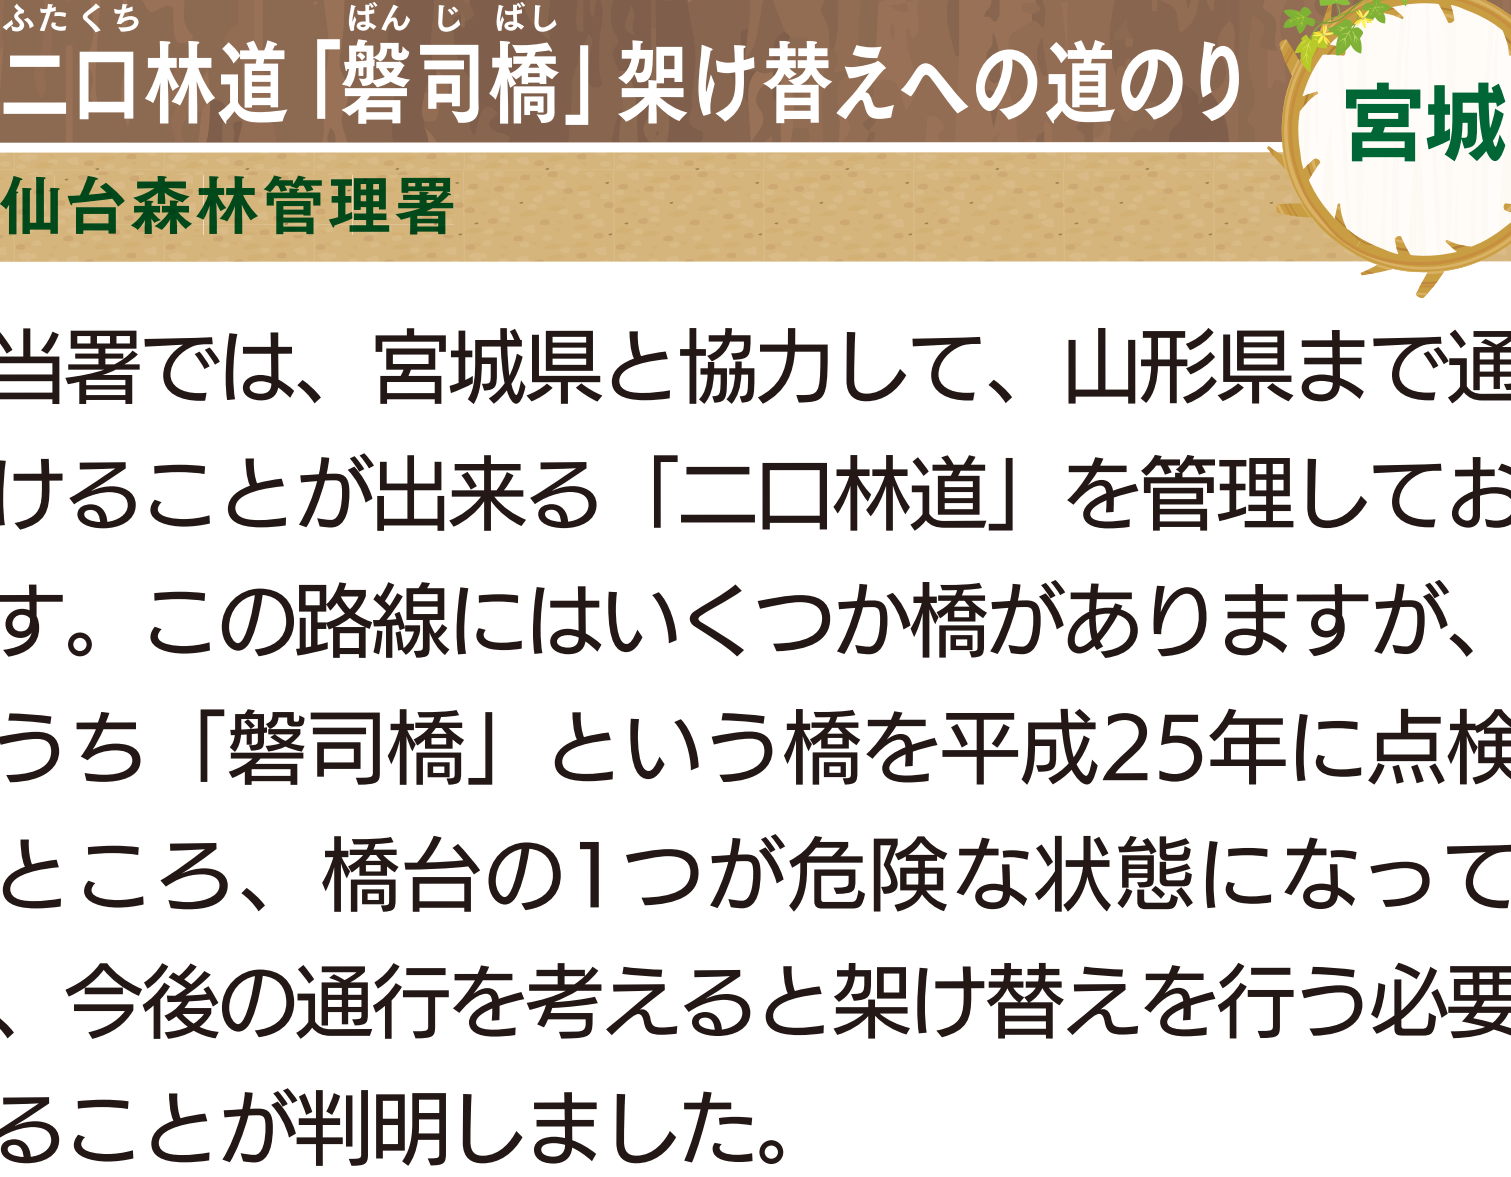 ふたくち ばん じ ばし
二口林道「磐司橋」架け替えへの道のり
宮城
仙台森林管理署
当署では、宮城県と協力して、山形県まで通
けることが出来る「二口林道」を管理してお
す。この路線にはいくつか橋がありますが、
うち「磐司橋」という橋を平成25年に点検
ところ、橋台の1つが危険な状態になって
、今後の通行を考えると架け替えを行う必要
ることが判明しました。